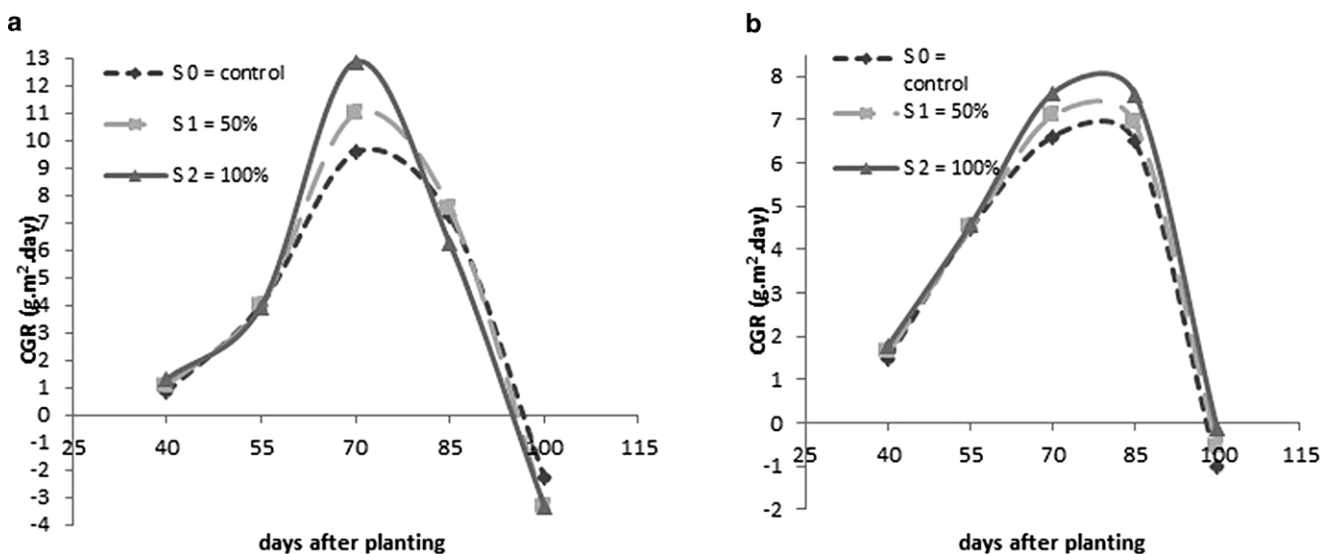 a
13
12
11
10
9
8
7
6
5
4
3
2
1
0
-1
-2
-3
-4
CGR (g.m2.day)
S 0 = control
S 1 = 50%
S 2 = 100%
25 40 55 70 85 100 115
days after planting
b
8
7
6
5
4
3
2
1
0
-1
-2
CGR (g.m2.day)
S 0 =
control
S 1 = 50%
S 2 = 100%
25 40 55 70 85 100 115
days after planting